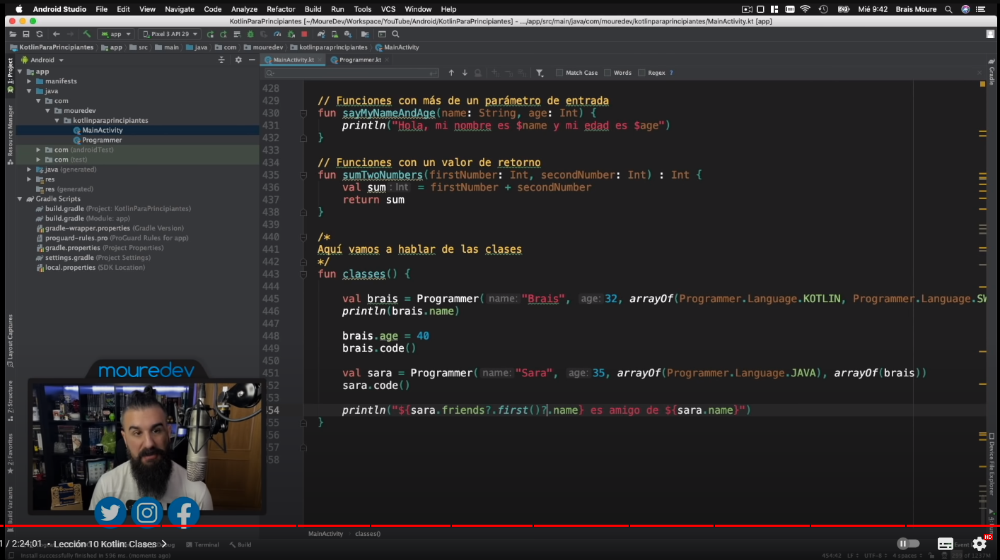 Android Studio File Edit View Navigate Code Analyze Refactor Build Run Tools VCS Window Help Mié 9:42 Brais Moure
KotlinParaPrincipiantes [~/MoureDev/Workspace/YouTube/Android/KotlinParaPrincipiantes] - .../app/src/main/java/com/mouredev/kotlinparaprincipiantes/MainActivity.kt [app]
app Pixel 3 API 29
KotlinParaPrincipiantes app src main java com mouredev kotlinparaprincipiantes MainActivity
Android MainActivity.kt Programmer.kt
Match Case Words Regex ?
1: Project
Resource Manager
Layout Captures
Z: Structure
2: Favorites
Build Variants
app
manifests
java
com
mouredev
kotlinparaprincipiantes
MainActivity
Programmer
com (androidTest)
com (test)
java (generated)
res
res (generated)
Gradle Scripts
build.gradle (Project: KotlinParaPrincipiantes)
build.gradle (Module: app)
gradle-wrapper.properties (Gradle Version)
proguard-rules.pro (ProGuard Rules for app)
gradle.properties (Project Properties)
settings.gradle (Project Settings)
local.properties (SDK Location)
428
429 // Funciones con más de un parámetro de entrada
430 fun sayMyNameAndAge(name: String, age: Int) {
431 println("Hola, mi nombre es $name y mi edad es $age")
432 }
433
434 // Funciones con un valor de retorno
435 fun sumTwoNumbers(firstNumber: Int, secondNumber: Int) : Int {
436 val sum : Int = firstNumber + secondNumber
437 return sum
438 }
439
440 /*
441 Aquí vamos a hablar de las clases
442 */
443 fun classes() {
444
445 val brais = Programmer( name: "Brais", age: 32, arrayOf(Programmer.Language.KOTLIN, Programmer.Language.SW
446 println(brais.name)
447
448 brais.age = 40
449 brais.code()
450
451 val sara = Programmer( name: "Sara", age: 35, arrayOf(Programmer.Language.JAVA), arrayOf(brais))
452 sara.code()
453
454 println("${sara.friends?.first()?.name} es amigo de ${sara.name}")
455 }
456
457
458
Gradle
Device File Explorer
mouredev
MainActivity classes()
1 / 2:24:01 • Lección 10 Kotlin: Clases
Terminal Build
HD
Install successfully finished in 596 ms. (moments ago)
454:42 LF UTF-8 4 spaces 298 of 1237M